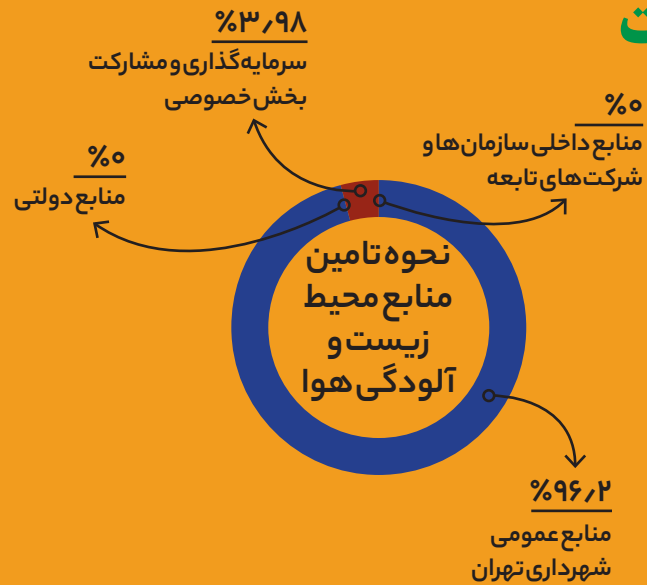 ت
%۳٫۹۸
سرمایه‌گذاری و مشارکت
بخش خصوصی
%۰
منابع داخلی سازمان‌ها و
شرکت‌های تابعه
%۰
منابع دولتی
نحوه تامین
منابع محیط
زیست و
آلودگی هوا
%۹۶٫۲
منابع عمومی
شهرداری تهران